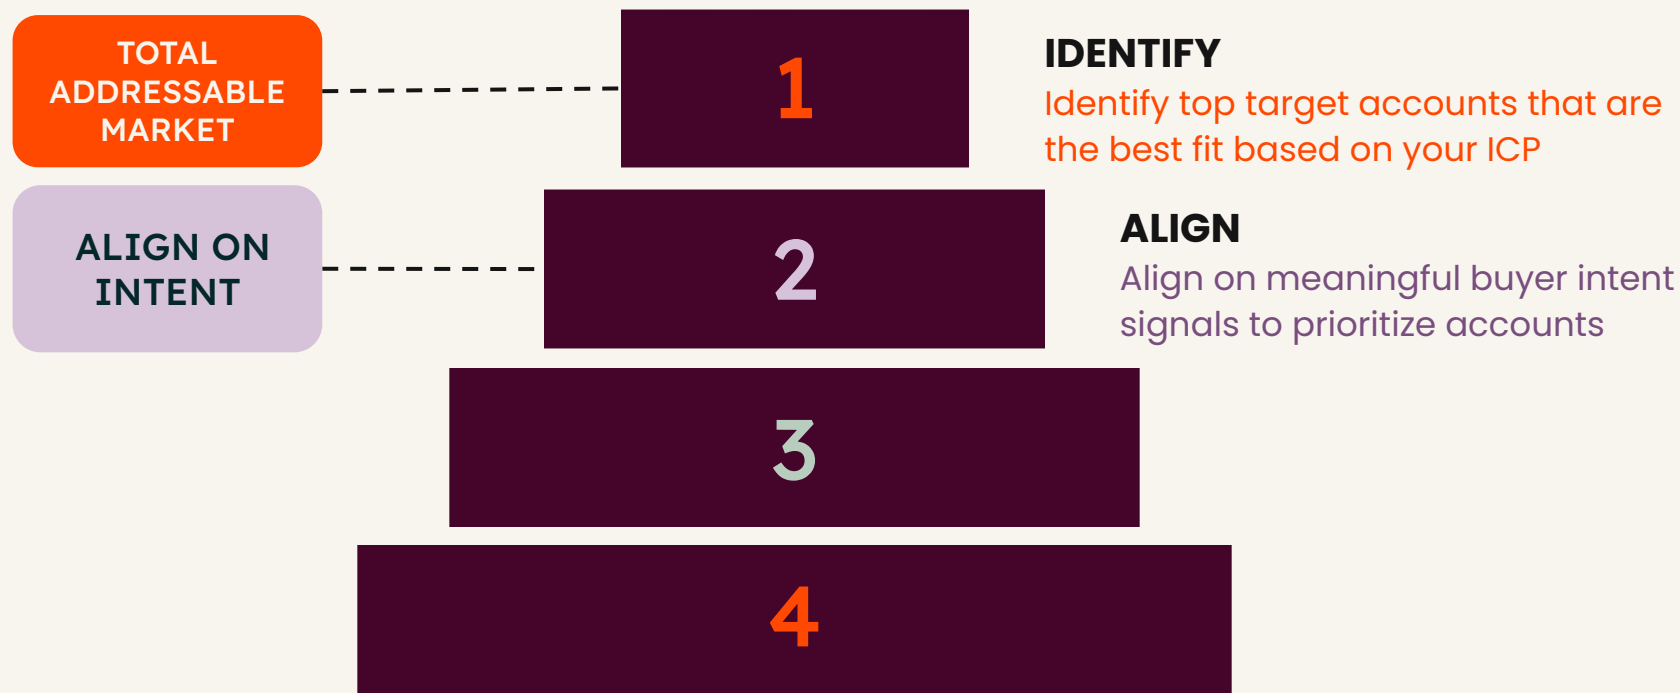 TOTAL
ADDRESSABLE
MARKET
1
IDENTIFY
Identify top target accounts that are
the best fit based on your ICP
ALIGN ON
INTENT
2
ALIGN
Align on meaningful buyer intent
signals to prioritize accounts
3
4